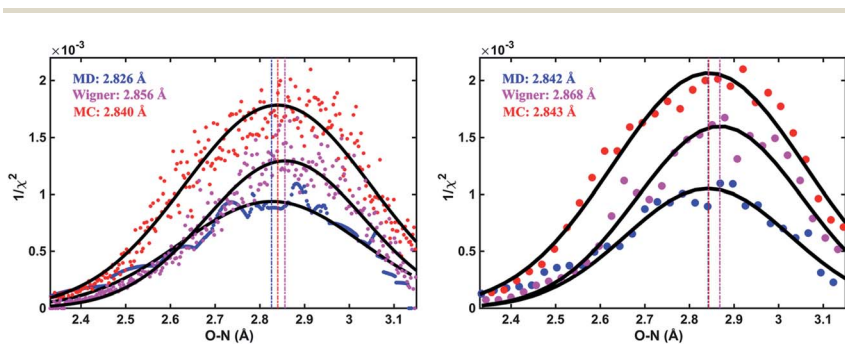 ×10⁻³
MD: 2.826 Å
Wigner: 2.856 Å
MC: 2.840 Å
2
1.5
1
0.5
0
1/χ²
2.4 2.5 2.6 2.7 2.8 2.9 3 3.1
O-N (Å)
×10⁻³
MD: 2.842 Å
Wigner: 2.868 Å
MC: 2.843 Å
2
1.5
1
0.5
0
1/χ²
2.4 2.5 2.6 2.7 2.8 2.9 3 3.1
O-N (Å)